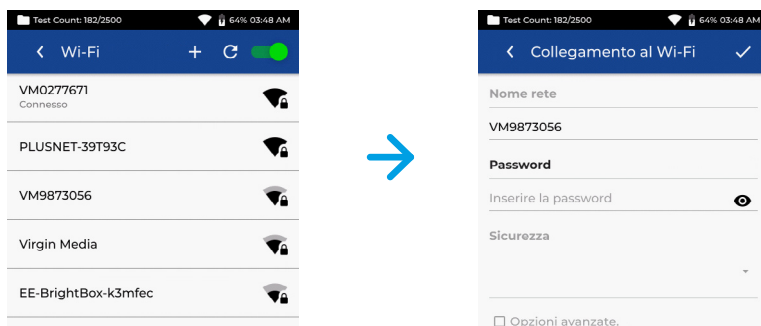 Test Count: 182/2500 64% 03:48 AM
Wi-Fi
VM0277671
Connesso
PLUSNET-39T93C
VM9873056
Virgin Media
EE-BrightBox-k3mfec
Test Count: 182/2500 64% 03:48 AM
Collegamento al Wi-Fi
Nome rete
VM9873056
Password
Inserire la password
Sicurezza
Opzioni avanzate.